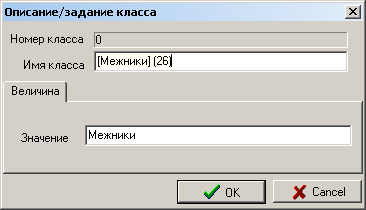 Описание/задание класса
Номер класса 0
Имя класса [Межники] (26)
Величина
Значение Межники
OK Cancel